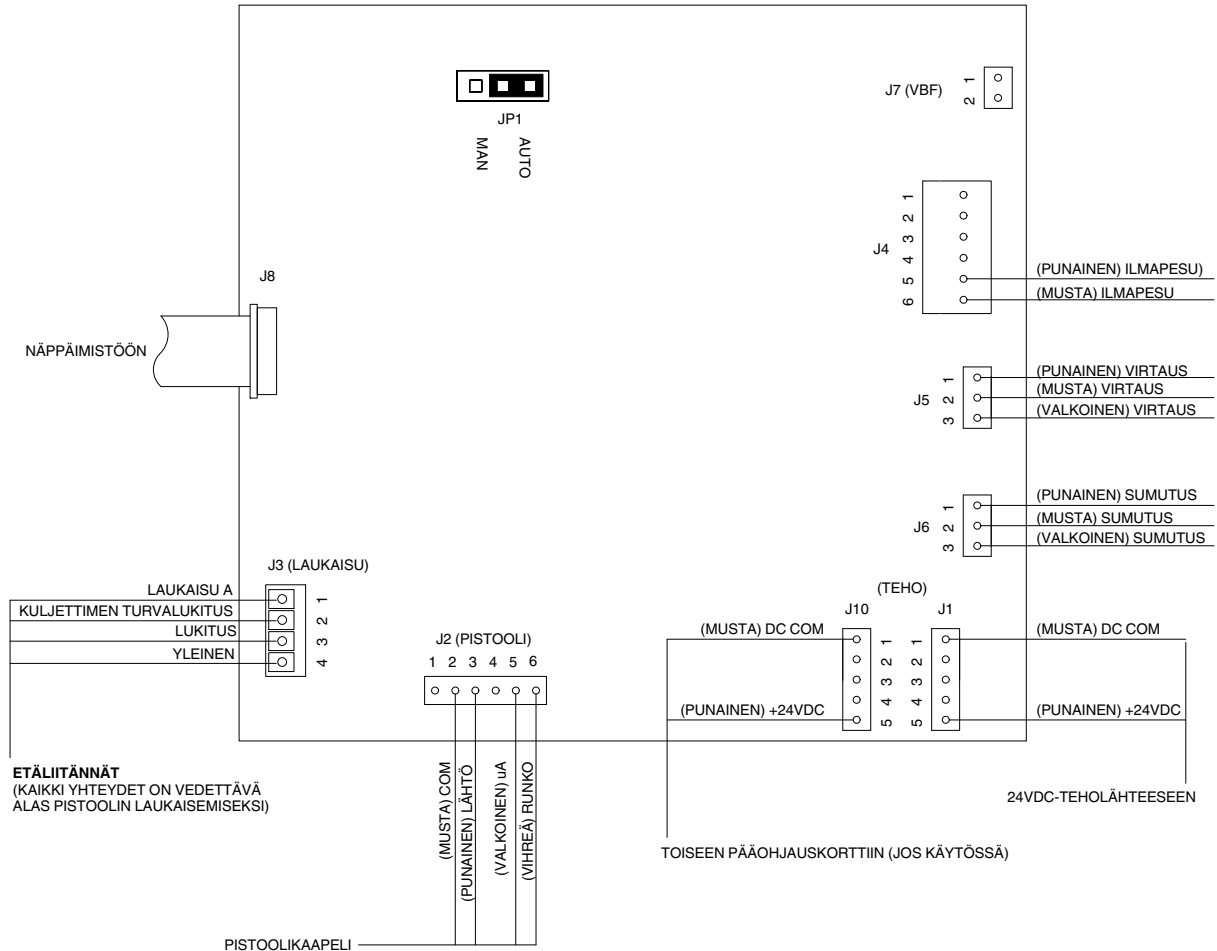 JP1
MAN
AUTO
J7 (VBF)
1
2
J4
1
2
3
4
5
6
(PUNAINEN) ILMAPESU)
(MUSTA) ILMAPESU
J8
NÄPPÄIMISTÖÖN
J5
1
2
3
(PUNAINEN) VIRTAUS
(MUSTA) VIRTAUS
(VALKOINEN) VIRTAUS
J6
1
2
3
(PUNAINEN) SUMUTUS
(MUSTA) SUMUTUS
(VALKOINEN) SUMUTUS
J3 (LAUKAISU)
LAUKAISU A
KULJETTIMEN TURVALUKITUS
LUKITUS
YLEINEN
1
2
3
4
ETÄLIITÄNNÄT
(KAIKKI YHTEYDET ON VEDETTÄVÄ
ALAS PISTOOLIN LAUKAISEMISEKSI)
J2 (PISTOOLI)
1 2 3 4 5 6
(MUSTA) COM
(PUNAINEN) LÄHTÖ
(VALKOINEN) uA
(VIHREÄ) RUNKO
PISTOOLIKAAPELI
(TEHO)
J10
J1
(MUSTA) DC COM
(PUNAINEN) +24VDC
1
2
3
4
5
1
2
3
4
5
(MUSTA) DC COM
(PUNAINEN) +24VDC
24VDC-TEHOLÄHTEESEEN
TOISEEN PÄÄOHJAUSKORTTIIN (JOS KÄYTÖSSÄ)